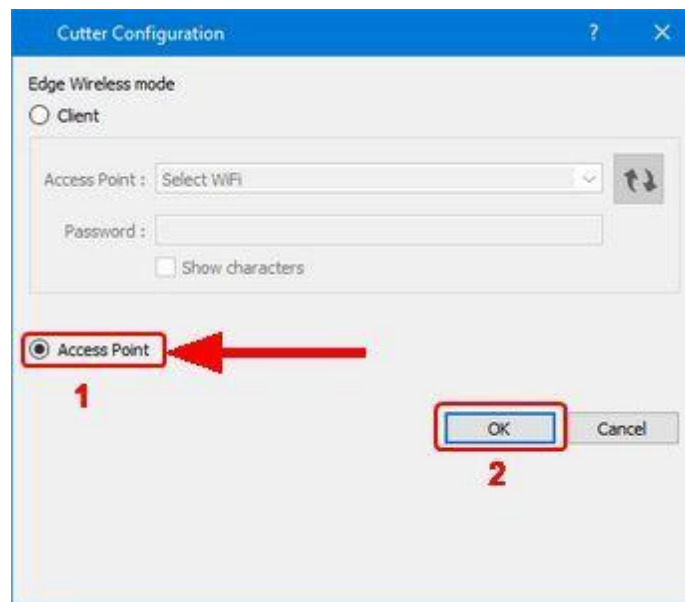 Cutter Configuration ?
Edge Wireless mode
Client
Access Point : Select WiFi
Password :
Show characters
Access Point
1
OK Cancel
2